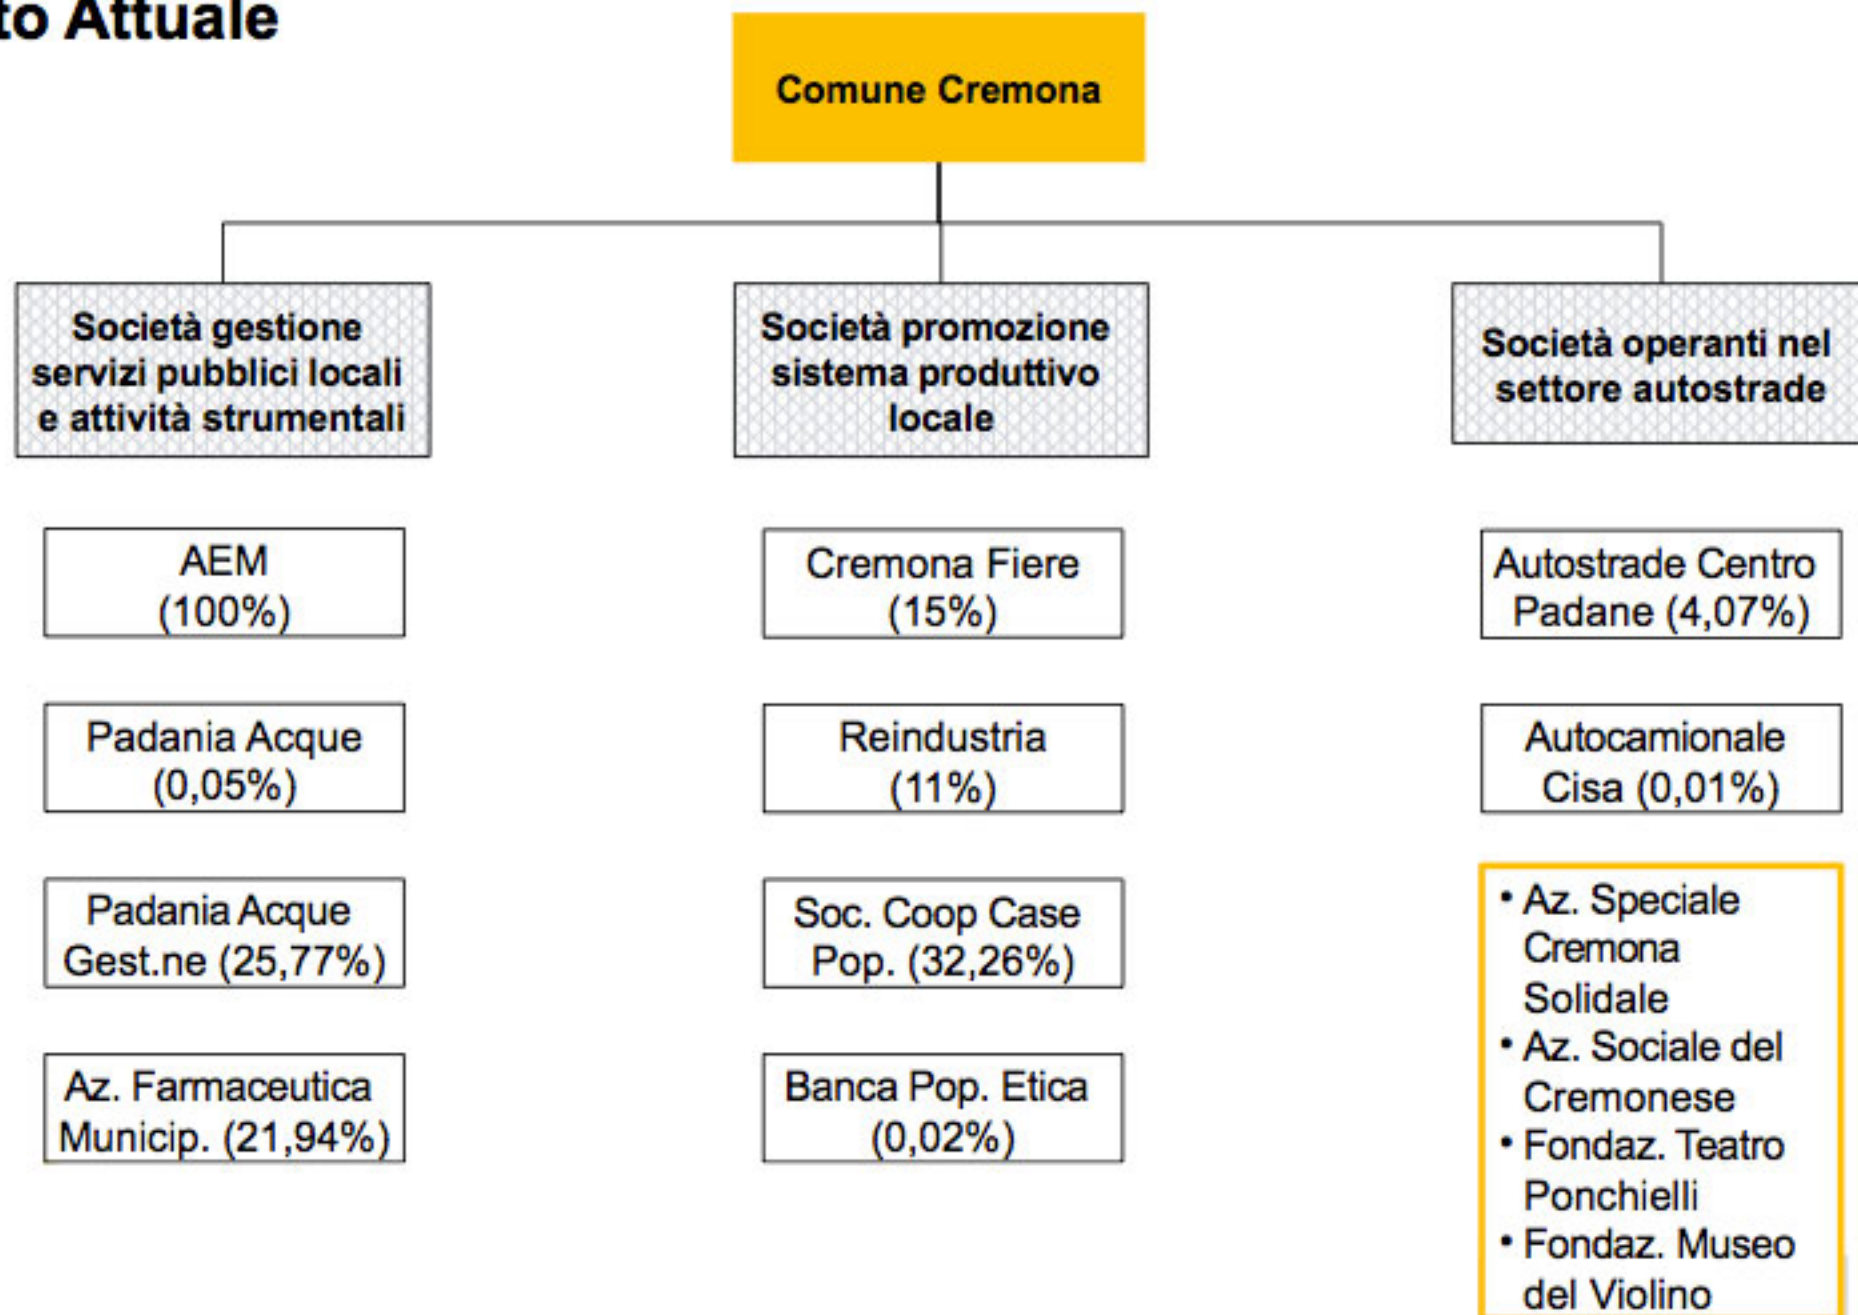 to Attuale
Comune Cremona
Società gestione
servizi pubblici locali
e attività strumentali
AEM
(100%)
Padania Acque
(0,05%)
Padania Acque
Gest.ne (25,77%)
Az. Farmaceutica
Municip. (21,94%)
Società promozione
sistema produttivo
locale
Cremona Fiere
(15%)
Reindustria
(11%)
Soc. Coop Case
Pop. (32,26%)
Banca Pop. Etica
(0,02%)
Società operanti nel
settore autostrade
Autostrade Centro
Padane (4,07%)
Autocamionale
Cisa (0,01%)
• Az. Speciale
Cremona
Solidale
• Az. Sociale del
Cremonese
• Fondaz. Teatro
Ponchielli
• Fondaz. Museo
del Violino